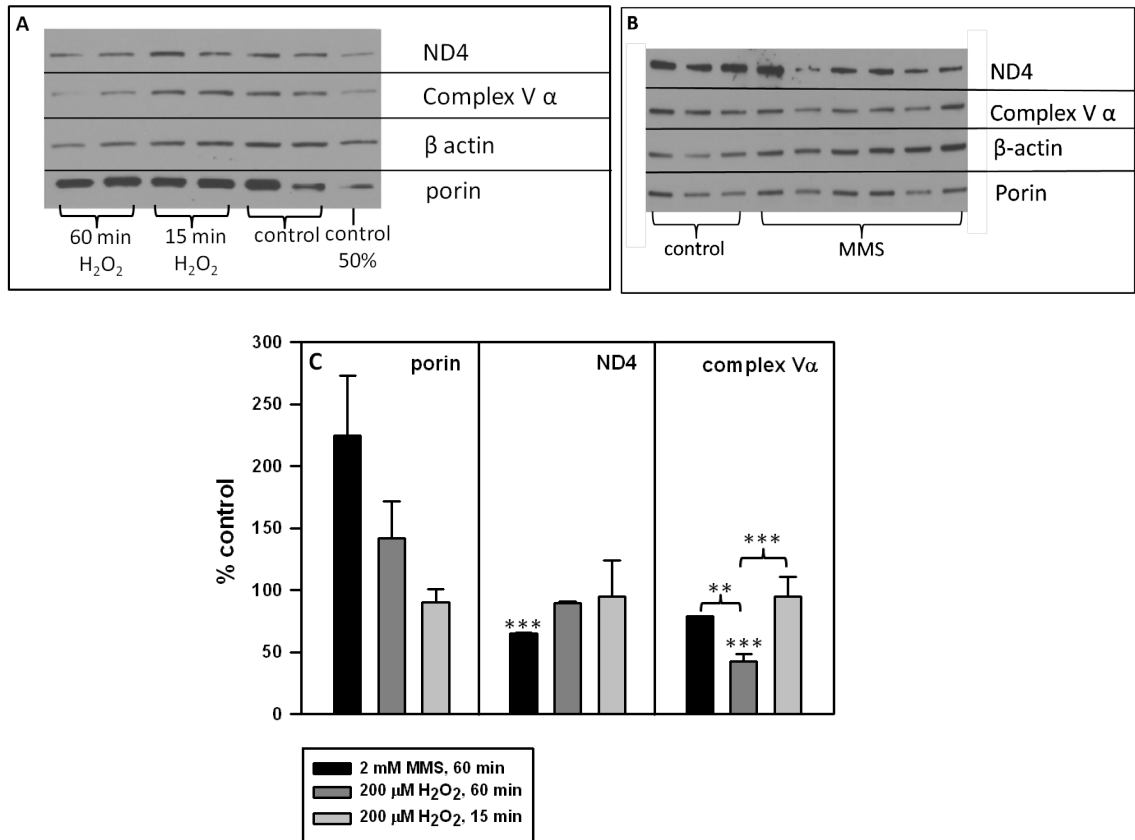 A
ND4
Complex V α
β actin
porin
60 min H₂O₂
15 min H₂O₂
control
control 50%
B
ND4
Complex V α
β-actin
Porin
control
MMS
C
porin
ND4
complex Vα
% control
300
250
200
150
100
50
0
***
**
***
***
2 mM MMS, 60 min
200 µM H₂O₂, 60 min
200 µM H₂O₂, 15 min